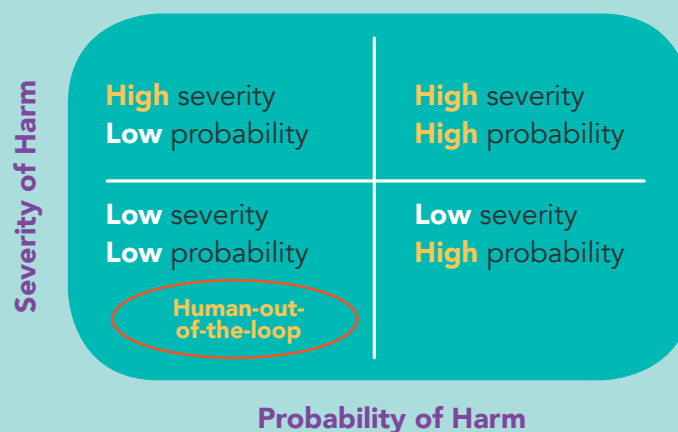 Severity of Harm
High severity
Low probability
High severity
High probability
Low severity
Low probability
Low severity
High probability
Human-out-
of-the-loop
Probability of Harm